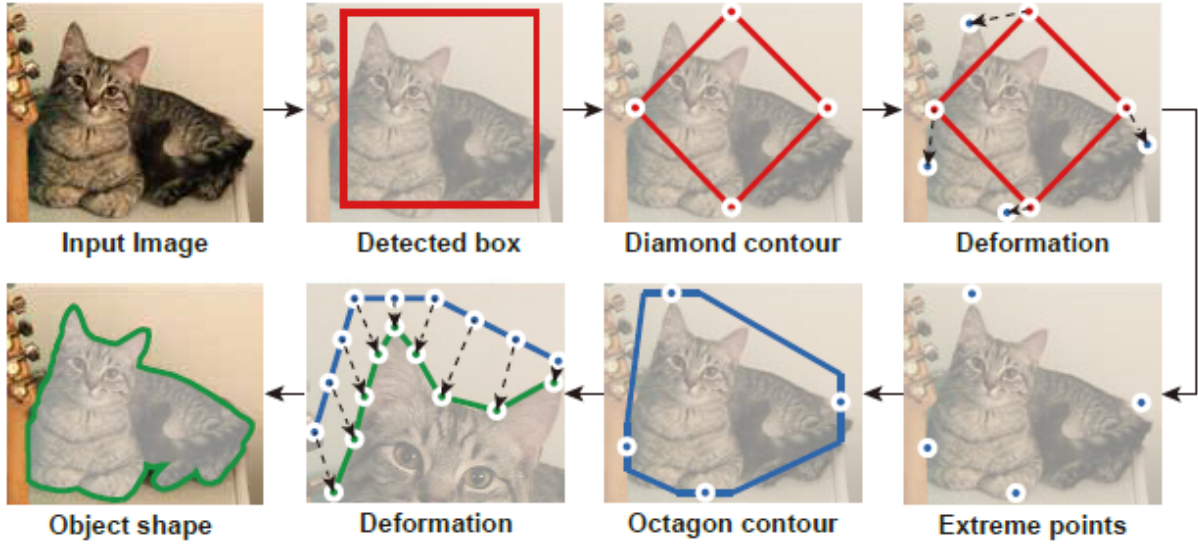 Input Image
Detected box
Diamond contour
Deformation
Object shape
Deformation
Octagon contour
Extreme points